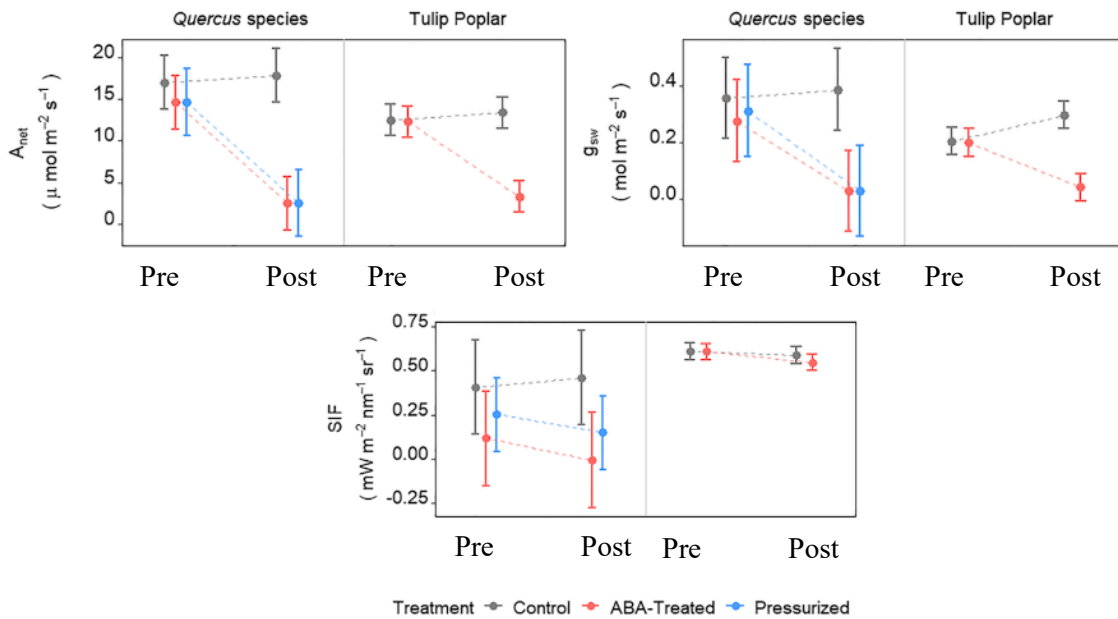 Quercus species Tulip Poplar
Quercus species Tulip Poplar
A_net
( μ mol m⁻² s⁻¹ )
20
15
10
5
0
Pre Post Pre Post
g_sw
( mol m⁻² s⁻¹ )
0.4
0.2
0.0
Pre Post Pre Post
SIF
( mW m⁻² nm⁻¹ sr⁻¹ )
0.75
0.50
0.25
0.00
-0.25
Pre Post Pre Post
Treatment Control ABA-Treated Pressurized